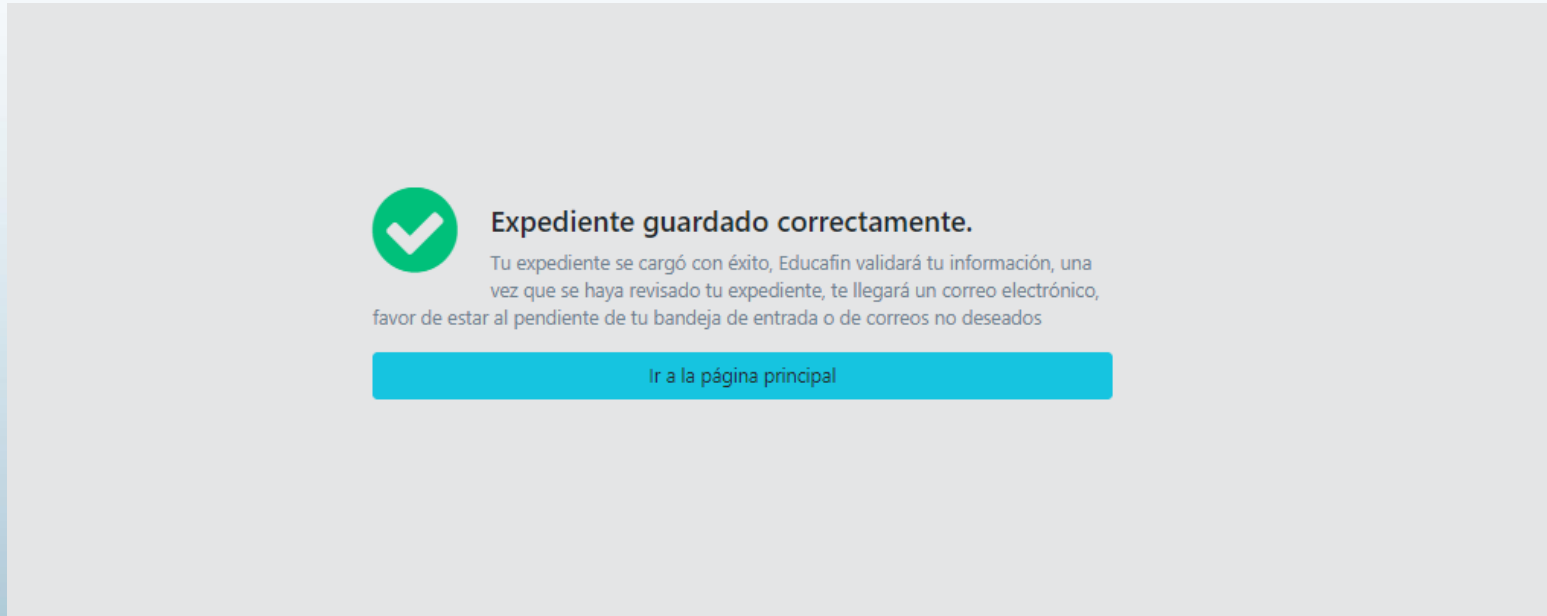 Expediente guardado correctamente.
Tu expediente se cargó con éxito, Educafin validará tu información, una
vez que se haya revisado tu expediente, te llegará un correo electrónico,
favor de estar al pendiente de tu bandeja de entrada o de correos no deseados
Ir a la página principal